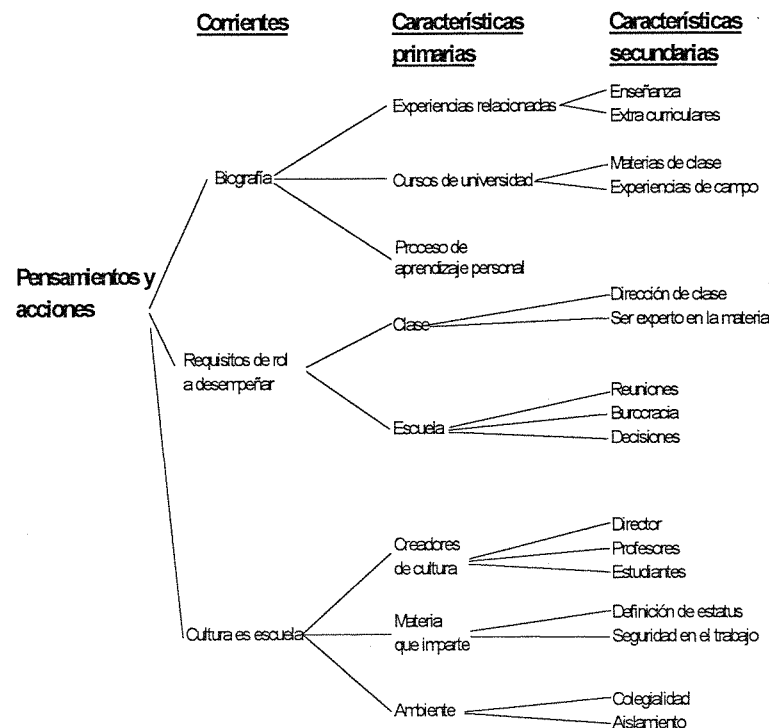 Corrientes
Características
primarias
Características
secundarias
Pensamientos y
acciones
Biografía
Experiencias relacionadas
Enseñanza
Extra curriculares
Cursos de universidad
Materias de clase
Experiencias de campo
Proceso de
aprendizaje personal
Requisitos de rol
a desempeñar
Clase
Dirección de clase
Ser experto en la materia
Escuela
Reuniones
Burocracia
Decisiones
Cultura es escuela
Creadores
de cultura
Director
Profesores
Estudiantes
Materia
que imparte
Definición de estatus
Seguridad en el trabajo
Ambiente
Colegialidad
Aislamiento